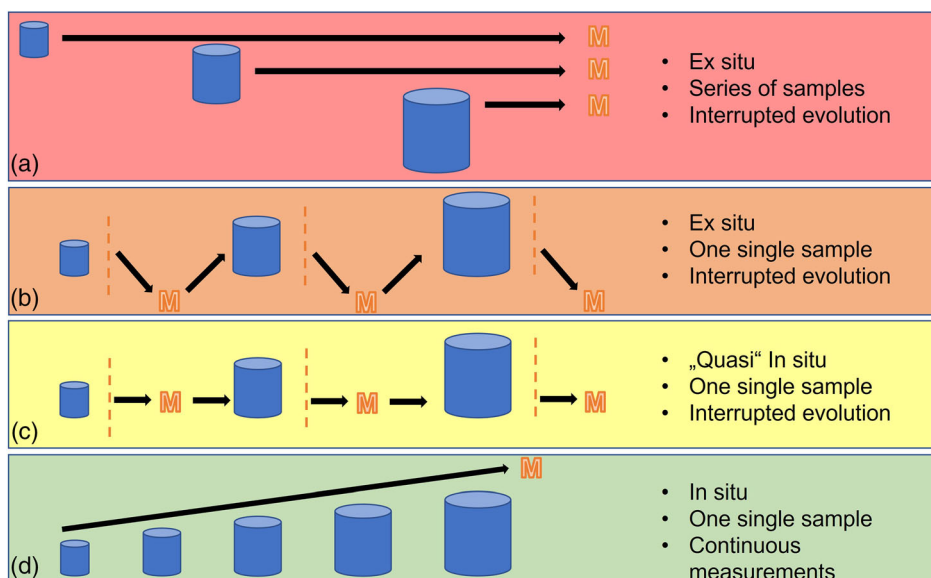 M
M
M
• Ex situ
• Series of samples
• Interrupted evolution
(a)
• Ex situ
• One single sample
• Interrupted evolution
M
M
M
(b)
• „Quasi“ In situ
• One single sample
• Interrupted evolution
M
M
M
(c)
M
• In situ
• One single sample
• Continuous
measurements
(d)